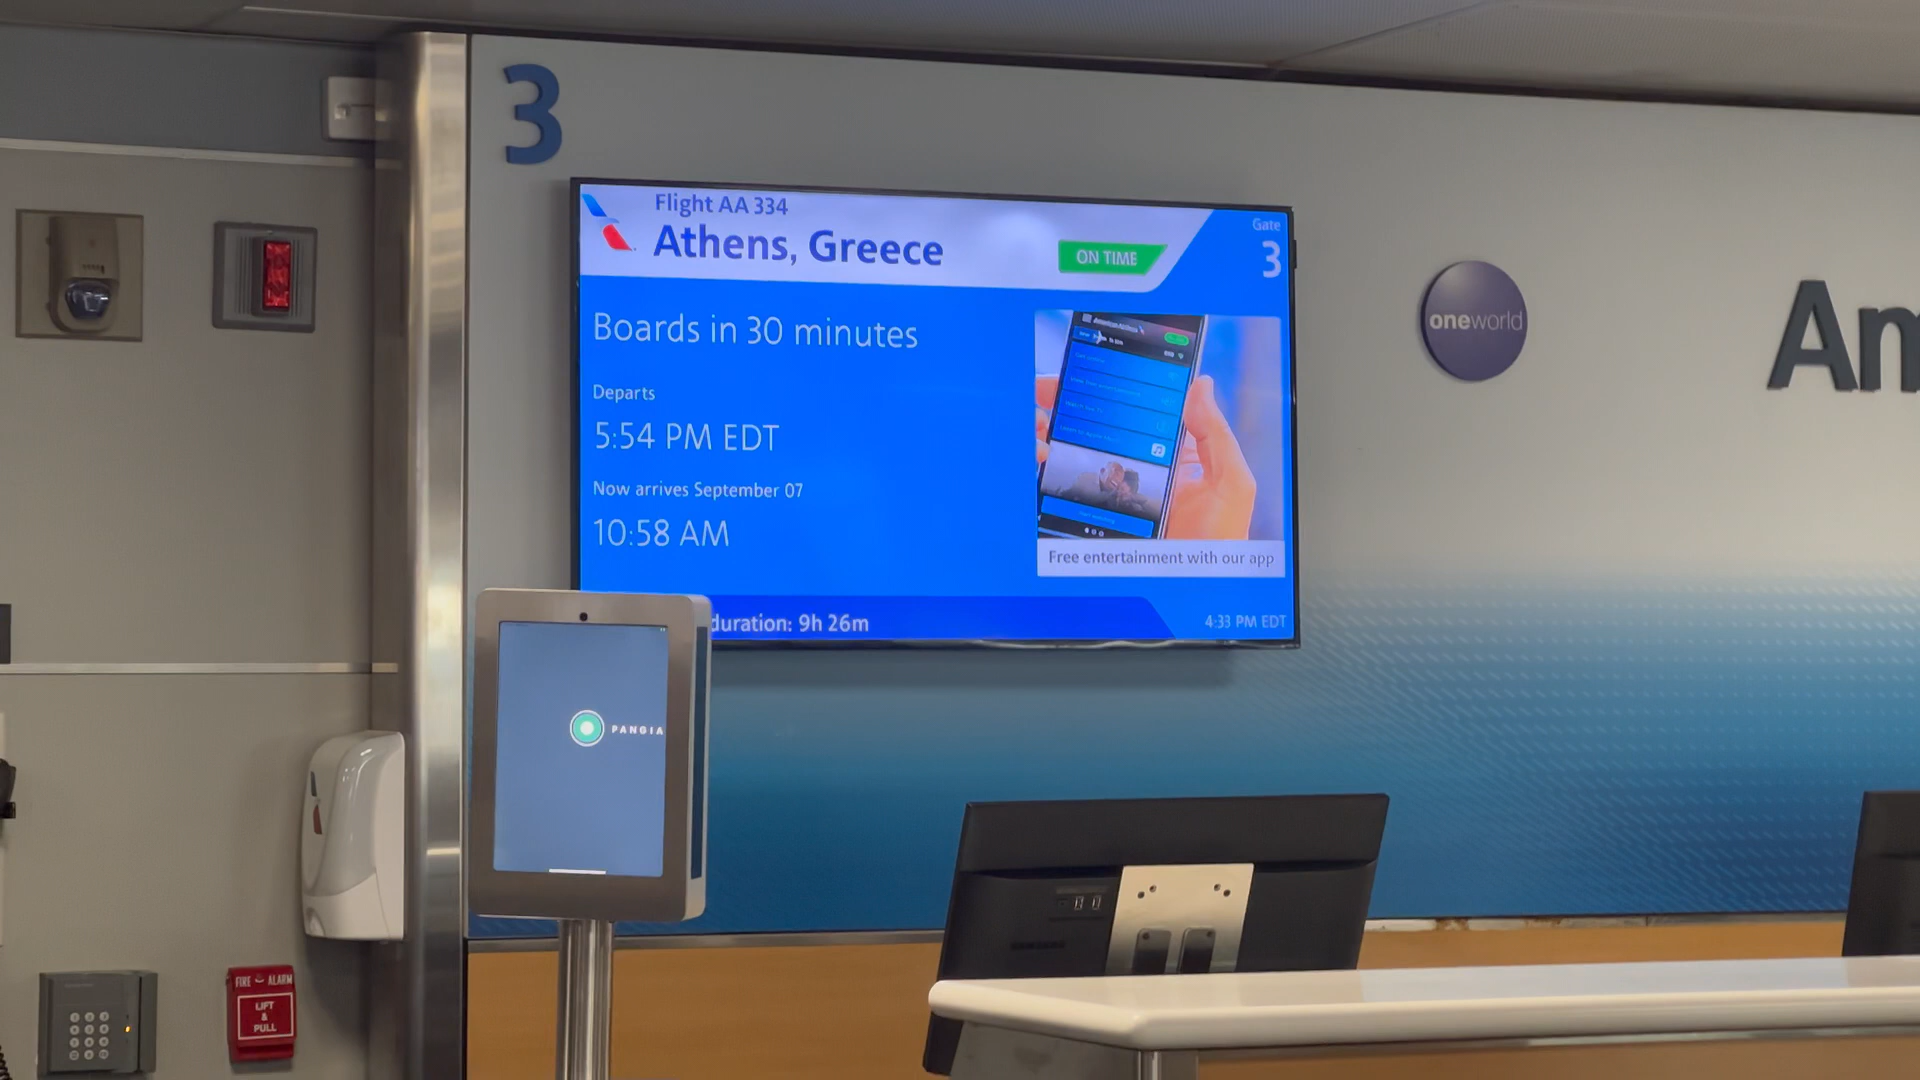 3
Flight AA 334
Athens, Greece
ON TIME
Gate
3
Boards in 30 minutes
Departs
5:54 PM EDT
Now arrives September 07
10:58 AM
Free entertainment with our app
duration: 9h 26m
4:33 PM EDT
oneworld
Am
PANGIA
FIRE ALARM
LIFT
&
PULL